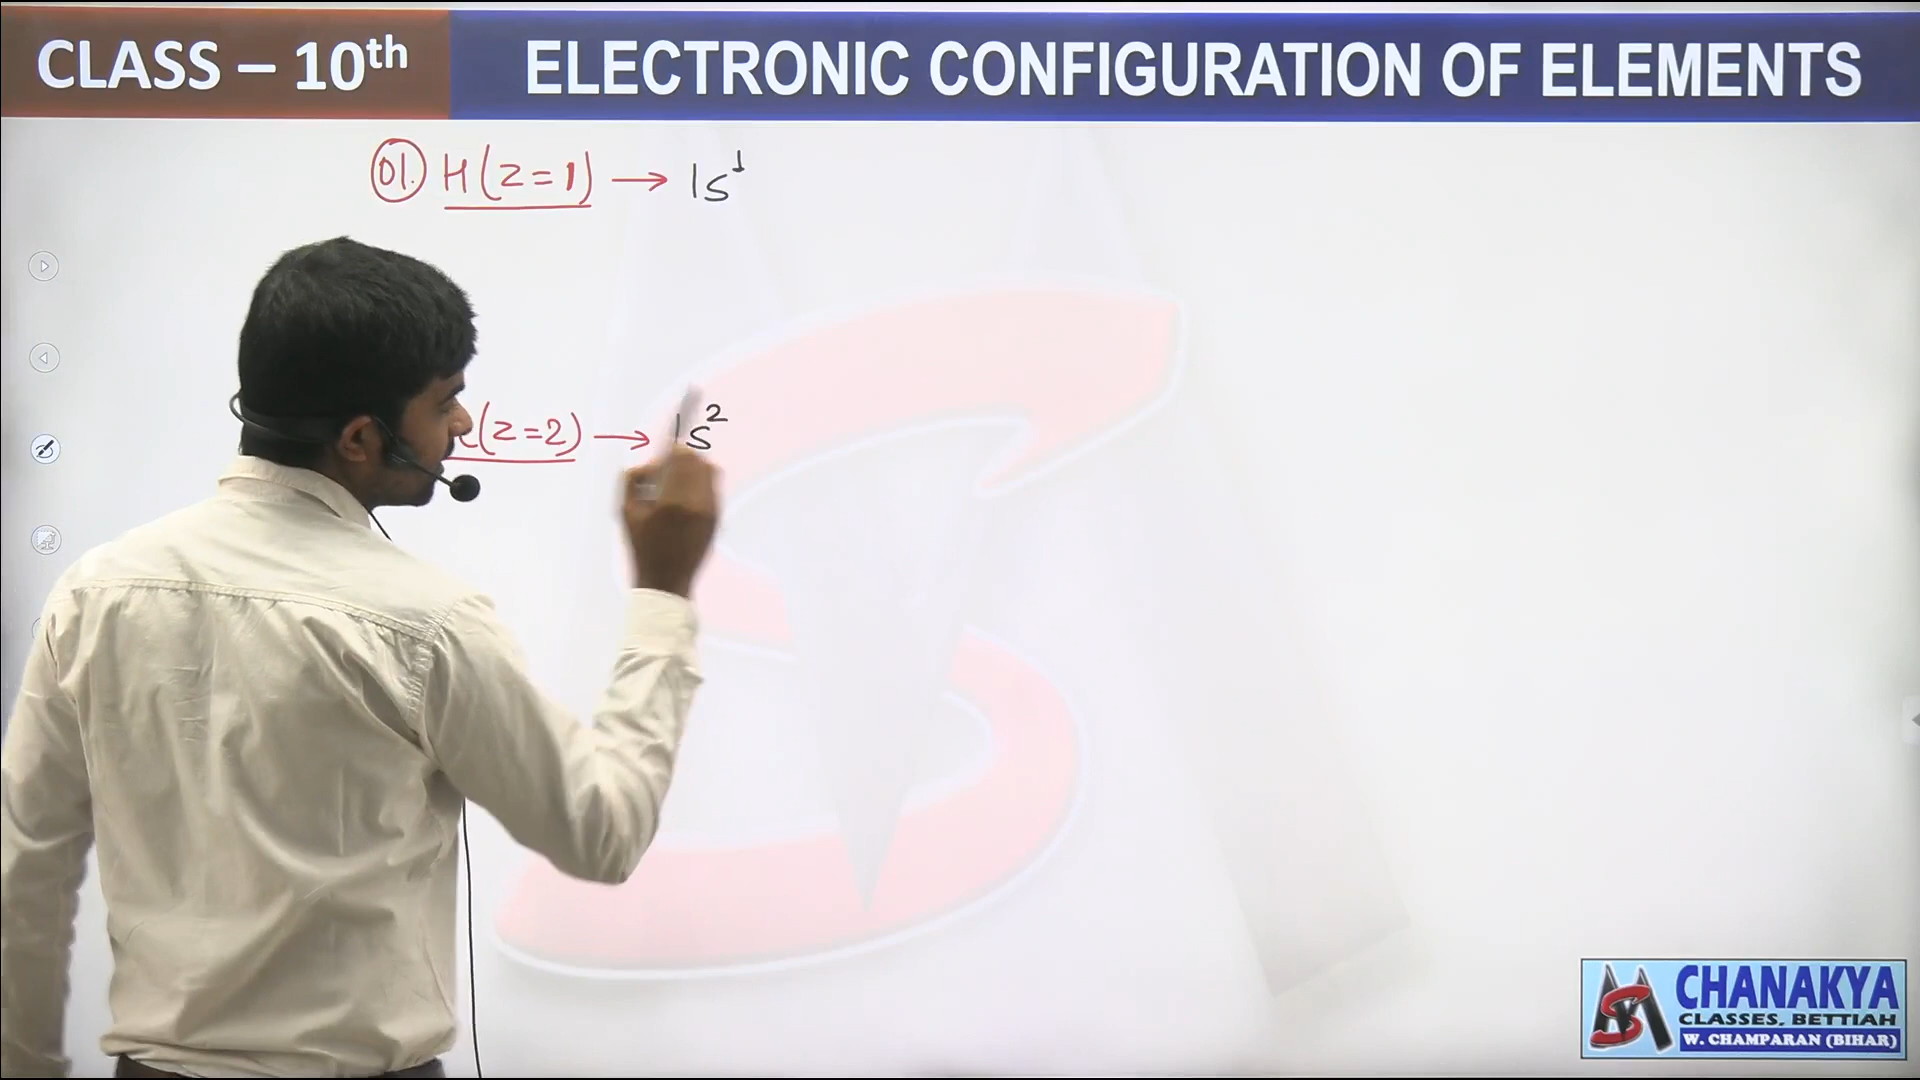 CLASS – 10th
ELECTRONIC CONFIGURATION OF ELEMENTS
01. H(z=1) → 1s¹
(z=2) → 1s²
CHANAKYA
CLASSES, BETTIAH
W. CHAMPARAN (BIHAR)